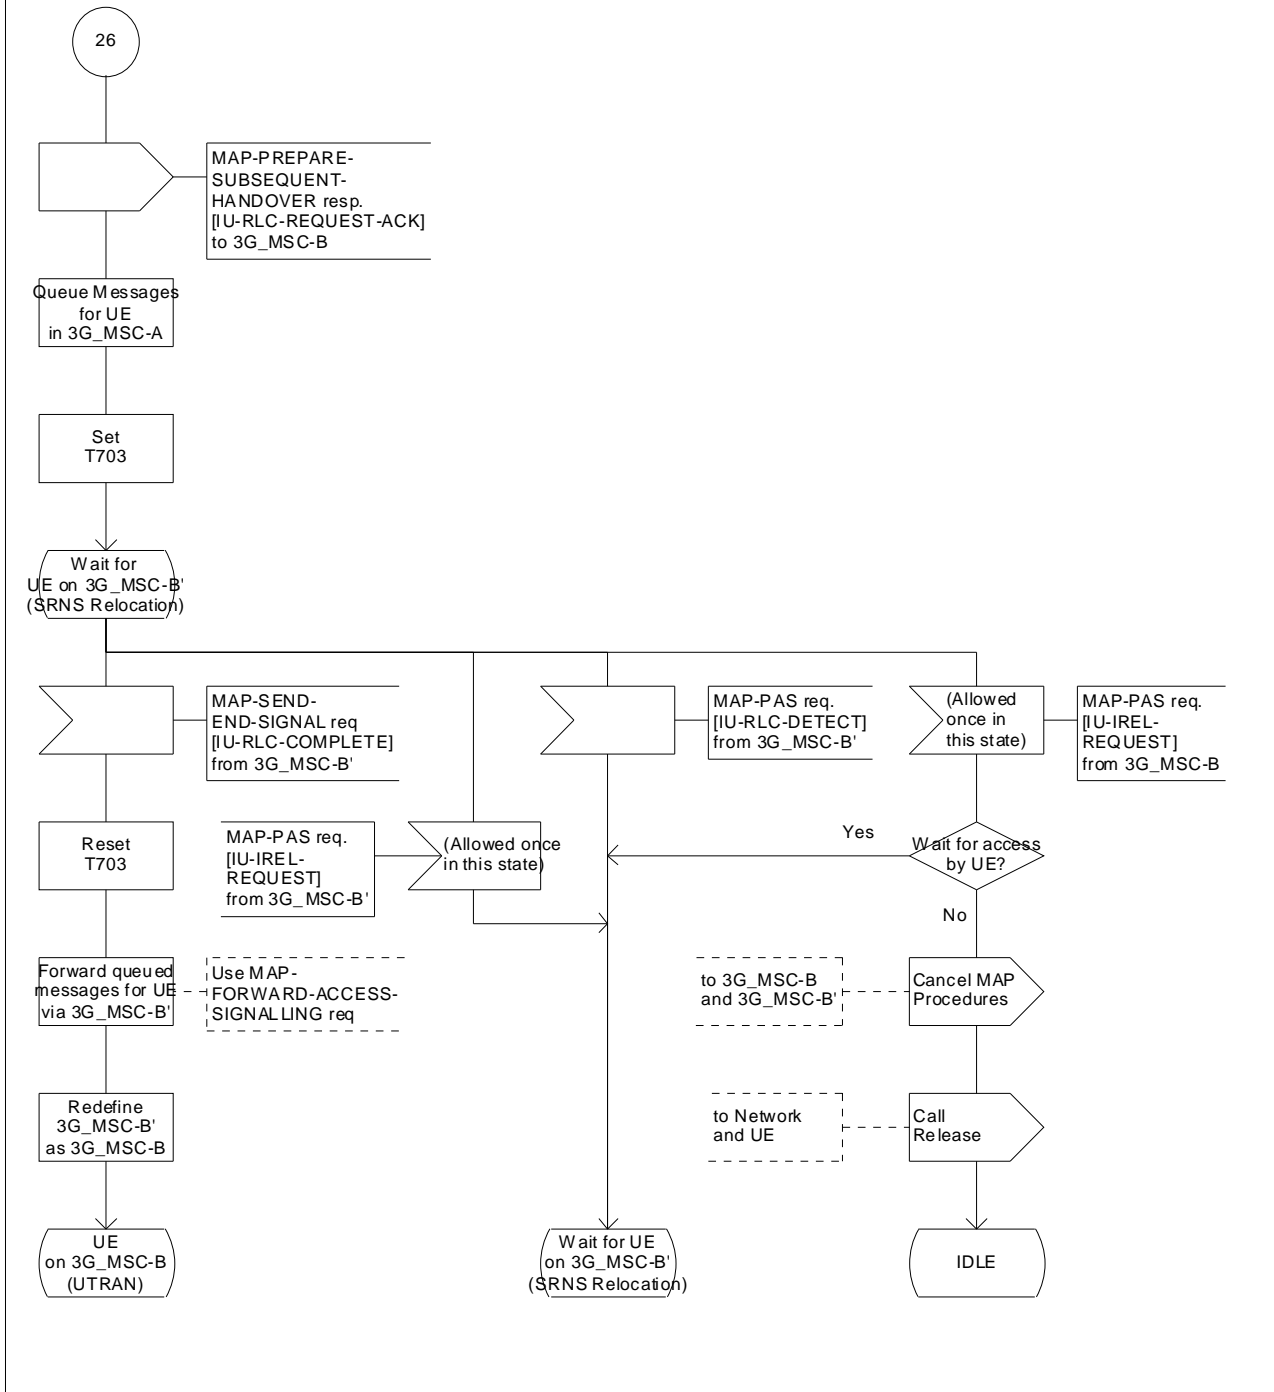 26
MAP-PREPARE-
SUBSEQUENT-
HANDOVER resp.
[IU-RLC-REQUEST-ACK]
to 3G_MSC-B
Queue Messages
for UE
in 3G_MSC-A
Set
T703
Wait for
UE on 3G_MSC-B'
(SRNS Relocation)
MAP-SEND-
END-SIGNAL req
[IU-RLC-COMPLETE]
from 3G_MSC-B'
MAP-PAS req.
[IU-RLC-DETECT]
from 3G_MSC-B'
(Allowed
once in
this state)
MAP-PAS req.
[IU-IREL-
REQUEST]
from 3G_MSC-B
Reset
T703
MAP-PAS req.
[IU-IREL-
REQUEST]
from 3G_MSC-B'
(Allowed once
in this state)
Yes
Wait for access
by UE?
No
Forward queued
messages for UE
via 3G_MSC-B'
Use MAP-
FORWARD-ACCESS-
SIGNALLING req
to 3G_MSC-B
and 3G_MSC-B'
Cancel MAP
Procedures
Redefine
3G_MSC-B'
as 3G_MSC-B
to Network
and UE
Call
Release
UE
on 3G_MSC-B
(UTRAN)
Wait for UE
on 3G_MSC-B'
(SRNS Relocation)
IDLE